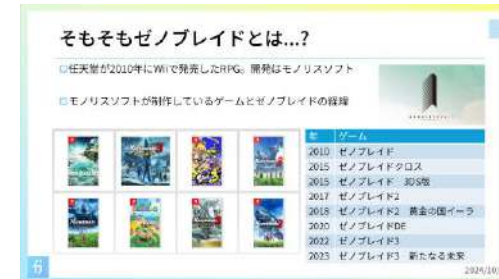 そもそもゼノブレイドとは...?
任天堂が2010年にWiiで発売したRPG。開発はモノリスソフト
モノリスソフトが制作しているゲームとゼノブレイドの経緯
年 ゲーム
2010 ゼノブレイド
2015 ゼノブレイドクロス
2015 ゼノブレイド 3DS版
2017 ゼノブレイド2
2018 ゼノブレイド2 黄金の国イーラ
2020 ゼノブレイドDE
2022 ゼノブレイド3
2023 ゼノブレイド3 新たなる未来
2024/10